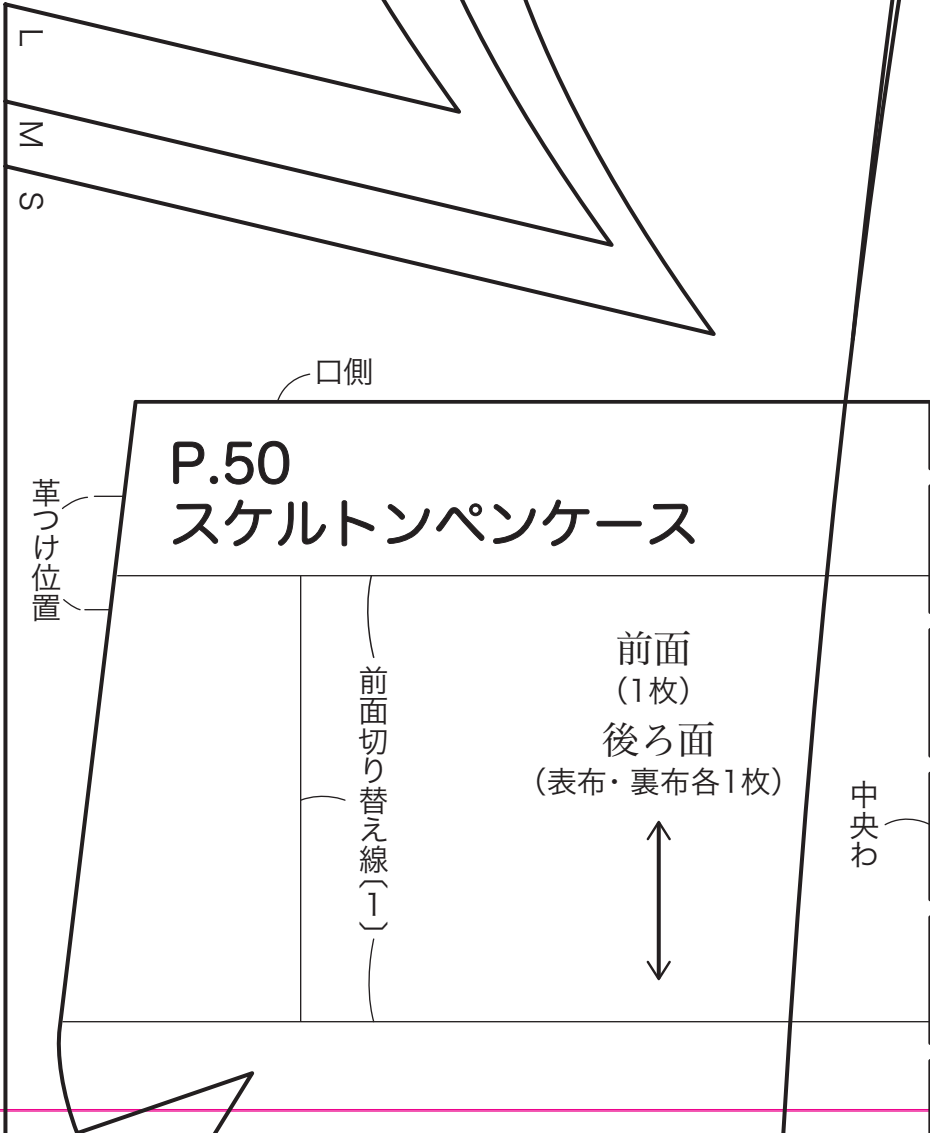 L
M
S
口側
P.50
スケルトンペンケース
革つけ位置
前面切り替え線〔1〕
前面
（1枚）
後ろ面
（表布・裏布各1枚）
中央わ